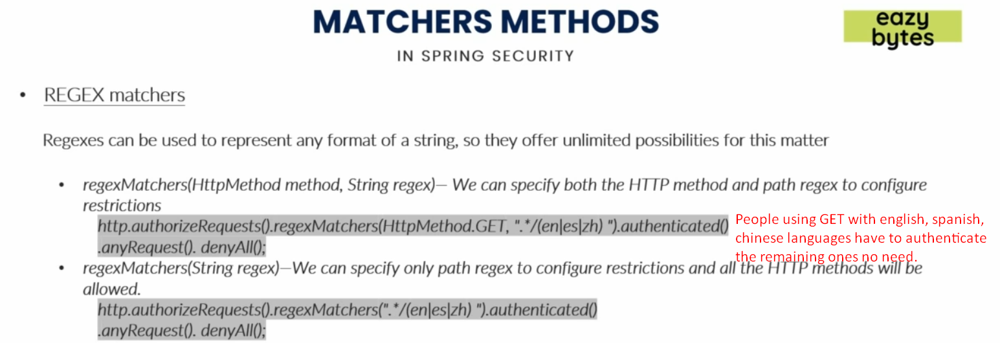 MATCHERS METHODS
eazy
bytes
IN SPRING SECURITY
• REGEX matchers
Regexes can be used to represent any format of a string, so they offer unlimited possibilities for this matter
• regexMatchers(HttpMethod method, String regex)— We can specify both the HTTP method and path regex to configure
restrictions
http.authorizeRequests().regexMatchers(HttpMethod.GET, ".*/(en|es|zh) ").authenticated()
.anyRequest(). denyAll();
People using GET with english, spanish,
chinese languages have to authenticate
the remaining ones no need.
• regexMatchers(String regex)—We can specify only path regex to configure restrictions and all the HTTP methods will be
allowed.
http.authorizeRequests().regexMatchers(".*/(en|es|zh) ").authenticated()
.anyRequest(). denyAll();